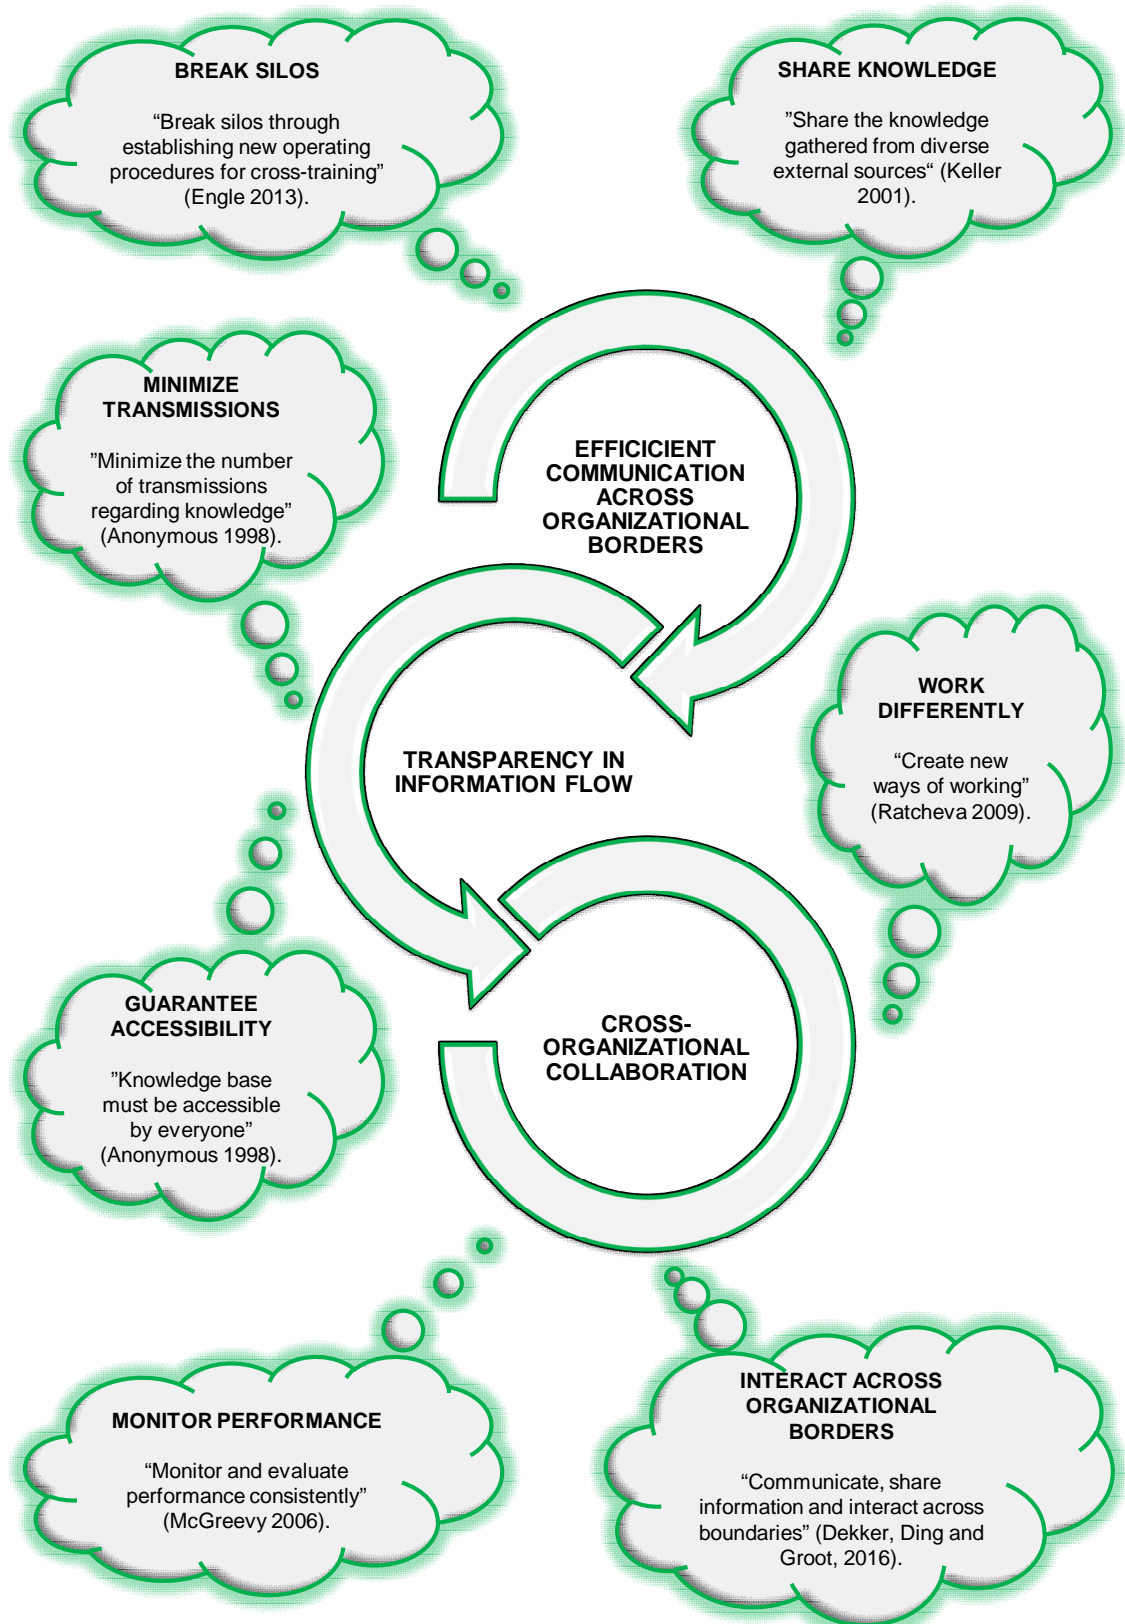 BREAK SILOS
“Break silos through
establishing new operating
procedures for cross-training”
(Engle 2013).
SHARE KNOWLEDGE
”Share the knowledge
gathered from diverse
external sources“ (Keller
2001).
MINIMIZE
TRANSMISSIONS
”Minimize the number
of transmissions
regarding knowledge”
(Anonymous 1998).
EFFICICIENT
COMMUNICATION
ACROSS
ORGANIZATIONAL
BORDERS
WORK
DIFFERENTLY
“Create new
ways of working”
(Ratcheva 2009).
TRANSPARENCY IN
INFORMATION FLOW
GUARANTEE
ACCESSIBILITY
”Knowledge base
must be accessible
by everyone”
(Anonymous 1998).
CROSS-
ORGANIZATIONAL
COLLABORATION
MONITOR PERFORMANCE
“Monitor and evaluate
performance consistently”
(McGreevy 2006).
INTERACT ACROSS
ORGANIZATIONAL
BORDERS
“Communicate, share
information and interact across
boundaries” (Dekker, Ding and
Groot, 2016).